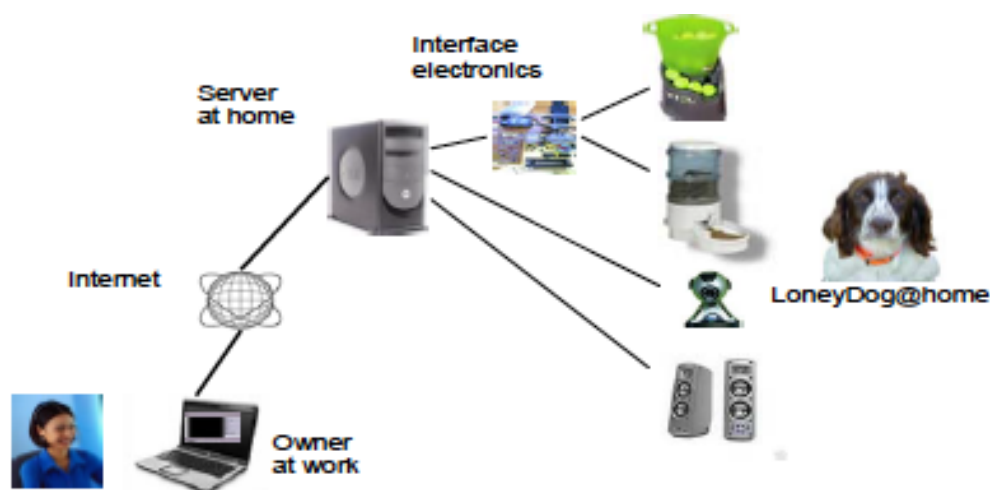 Interface
electronics
Server
at home
Internet
LoneyDog@home
Owner
at work